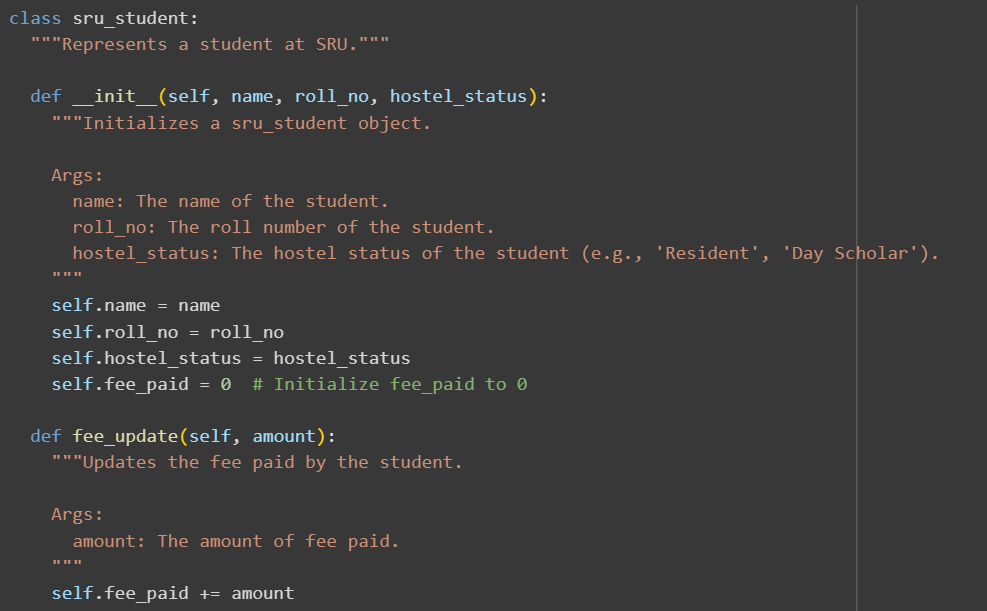 class sru_student:
  """Represents a student at SRU."""

  def __init__(self, name, roll_no, hostel_status):
    """Initializes a sru_student object.

    Args:
      name: The name of the student.
      roll_no: The roll number of the student.
      hostel_status: The hostel status of the student (e.g., 'Resident', 'Day Scholar').
    """
    self.name = name
    self.roll_no = roll_no
    self.hostel_status = hostel_status
    self.fee_paid = 0  # Initialize fee_paid to 0

  def fee_update(self, amount):
    """Updates the fee paid by the student.

    Args:
      amount: The amount of fee paid.
    """
    self.fee_paid += amount